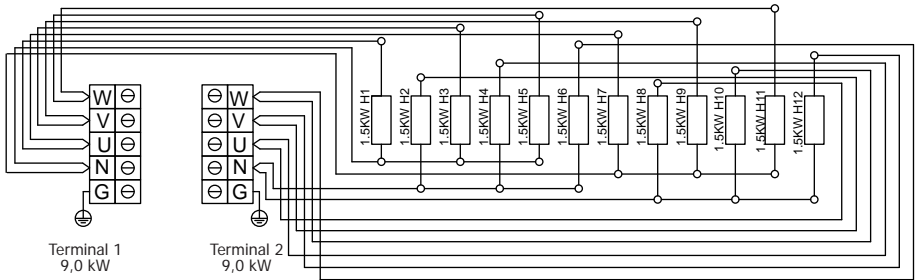 1.5KW H1
1.5KW H2
1.5KW H3
1.5KW H4
1.5KW H5
1.5KW H6
1.5KW H7
1.5KW H8
1.5KW H9
1.5KW H10
1.5KW H11
1.5KW H12
W
V
U
N
G
W
V
U
N
G
Terminal 1
9,0 kW
Terminal 2
9,0 kW